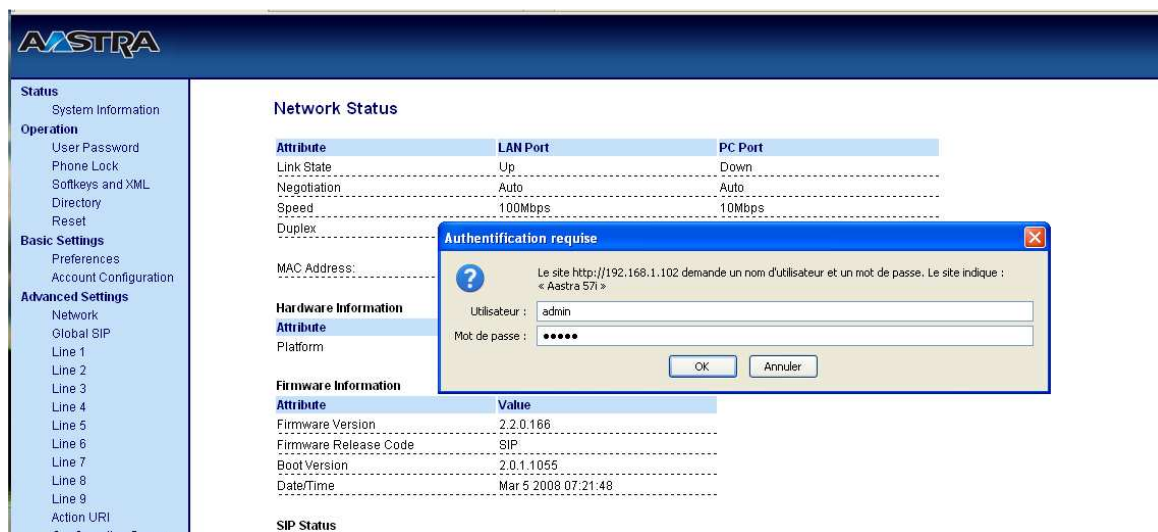 AASTRA
Status
System Information
Operation
User Password
Phone Lock
Softkeys and XML
Directory
Reset
Basic Settings
Preferences
Account Configuration
Advanced Settings
Network
Global SIP
Line 1
Line 2
Line 3
Line 4
Line 5
Line 6
Line 7
Line 8
Line 9
Action URI
Network Status
Attribute LAN Port PC Port
Link State Up Down
Negotiation Auto Auto
Speed 100Mbps 10Mbps
Duplex
MAC Address:
Hardware Information
Attribute
Platform
Firmware Information
Attribute Value
Firmware Version 2.2.0.166
Firmware Release Code SIP
Boot Version 2.0.1.1055
Date/Time Mar 5 2008 07:21:48
SIP Status
Authentification requise
Le site http://192.168.1.102 demande un nom d'utilisateur et un mot de passe. Le site indique :
« Aastra 57i »
Utilisateur : admin
Mot de passe : ●●●●●
OK Annuler